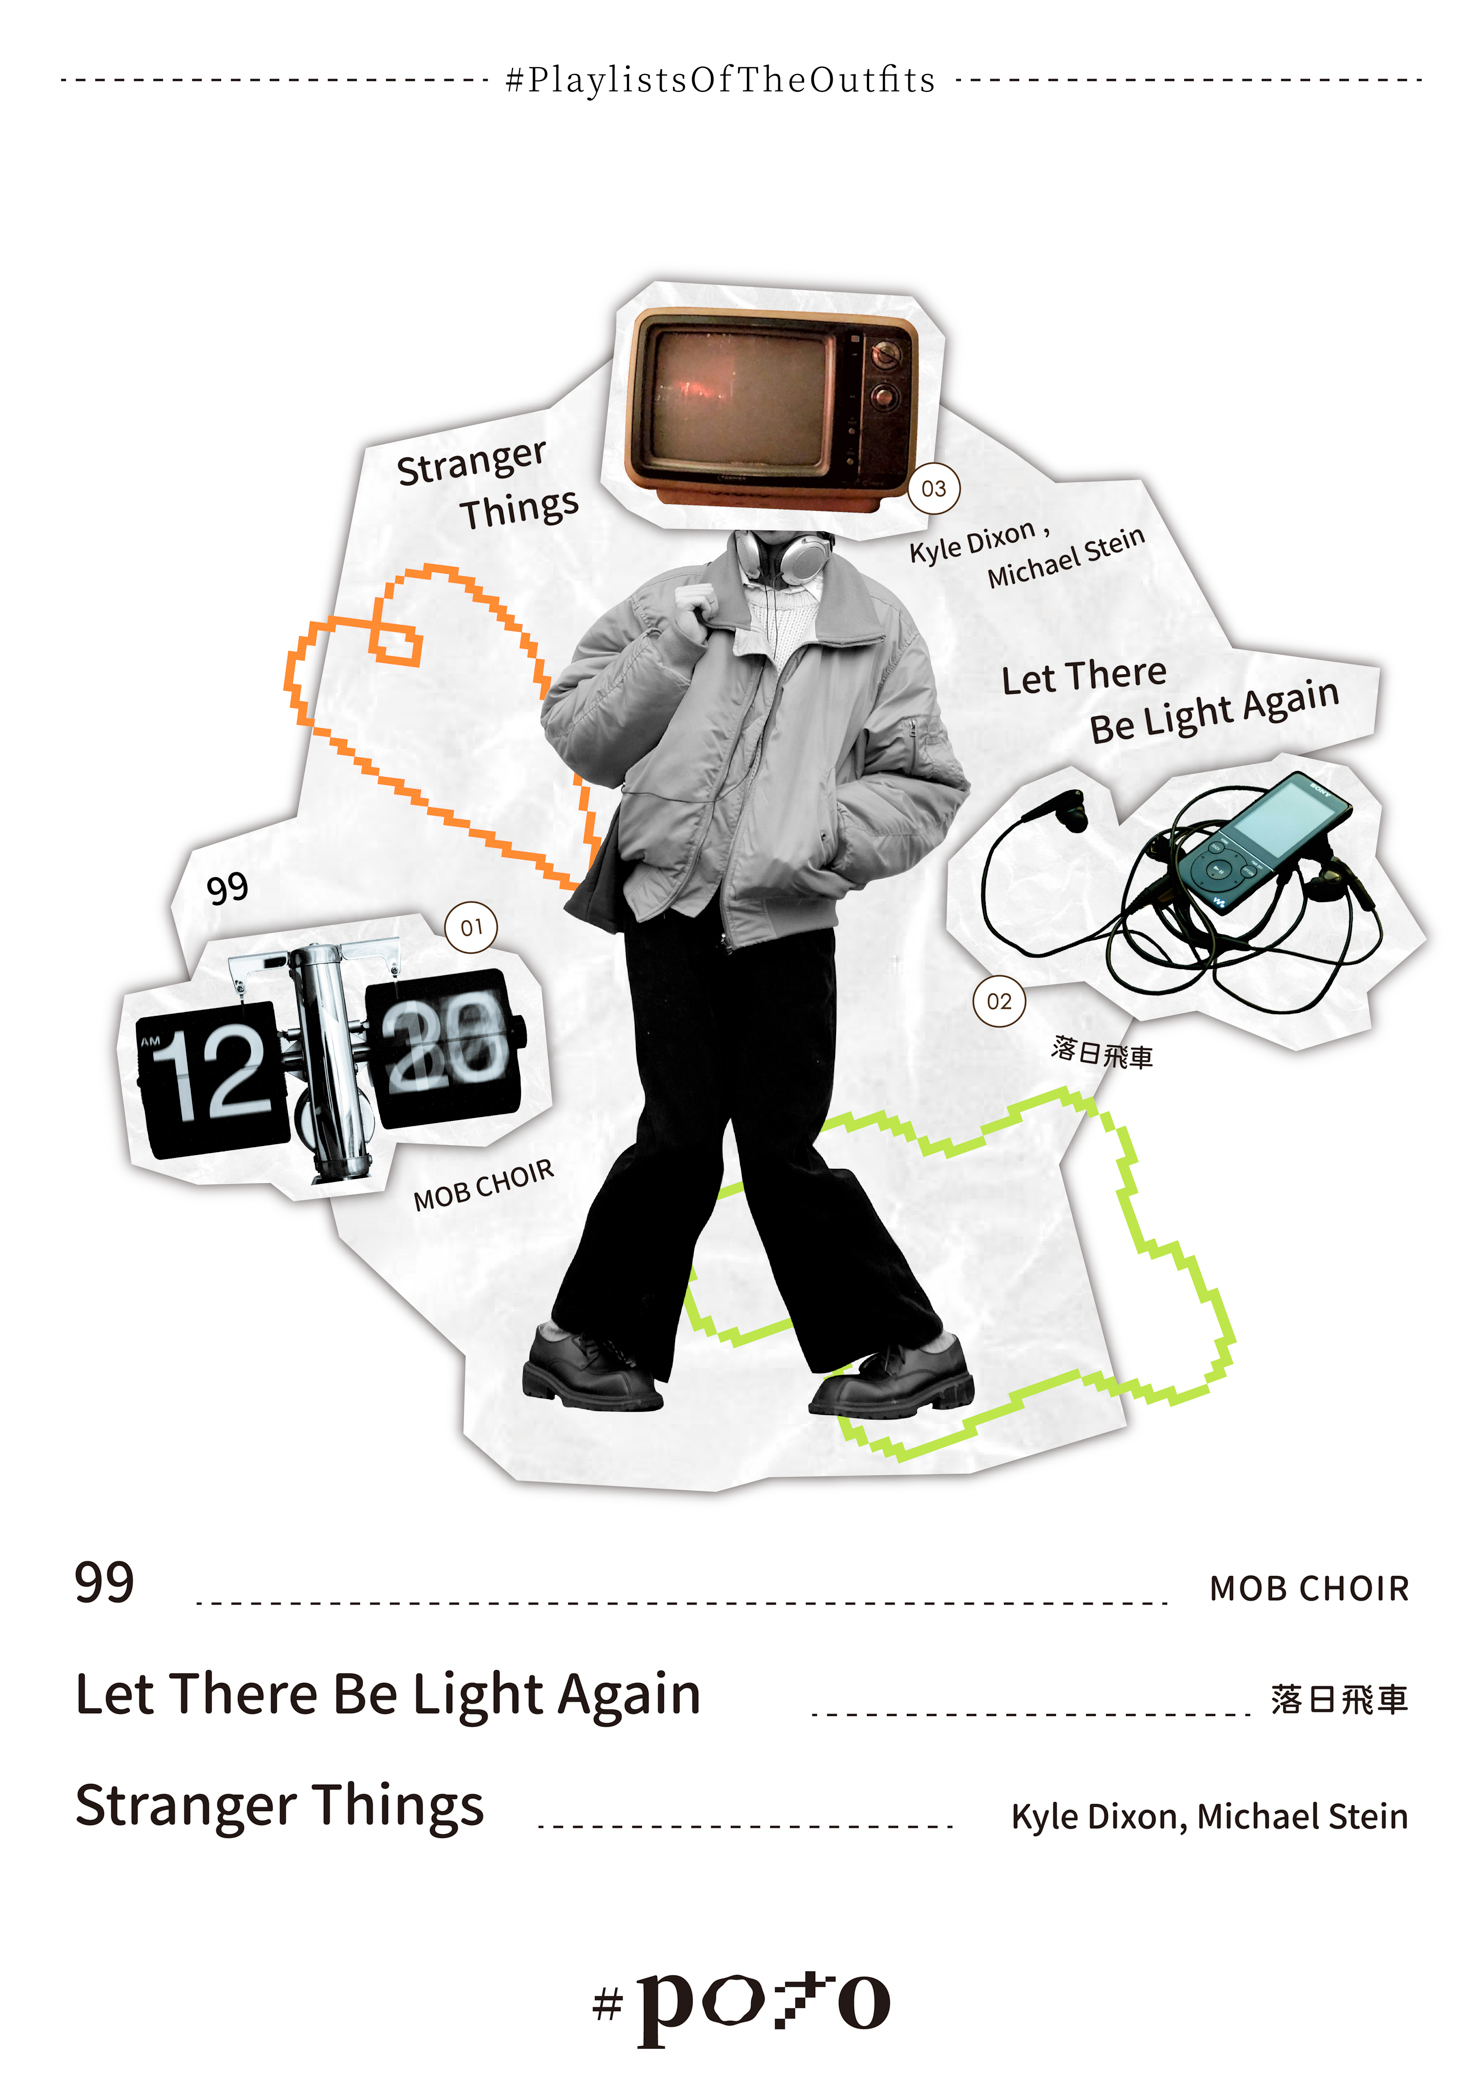 #PlaylistsOfTheOutfits
Stranger
Things
03
Kyle Dixon ,
Michael Stein
Let There
Be Light Again
SONY
99
01
AM
12
02
落日飛車
MOB CHOIR
99 MOB CHOIR
Let There Be Light Again 落日飛車
Stranger Things Kyle Dixon, Michael Stein
#poto